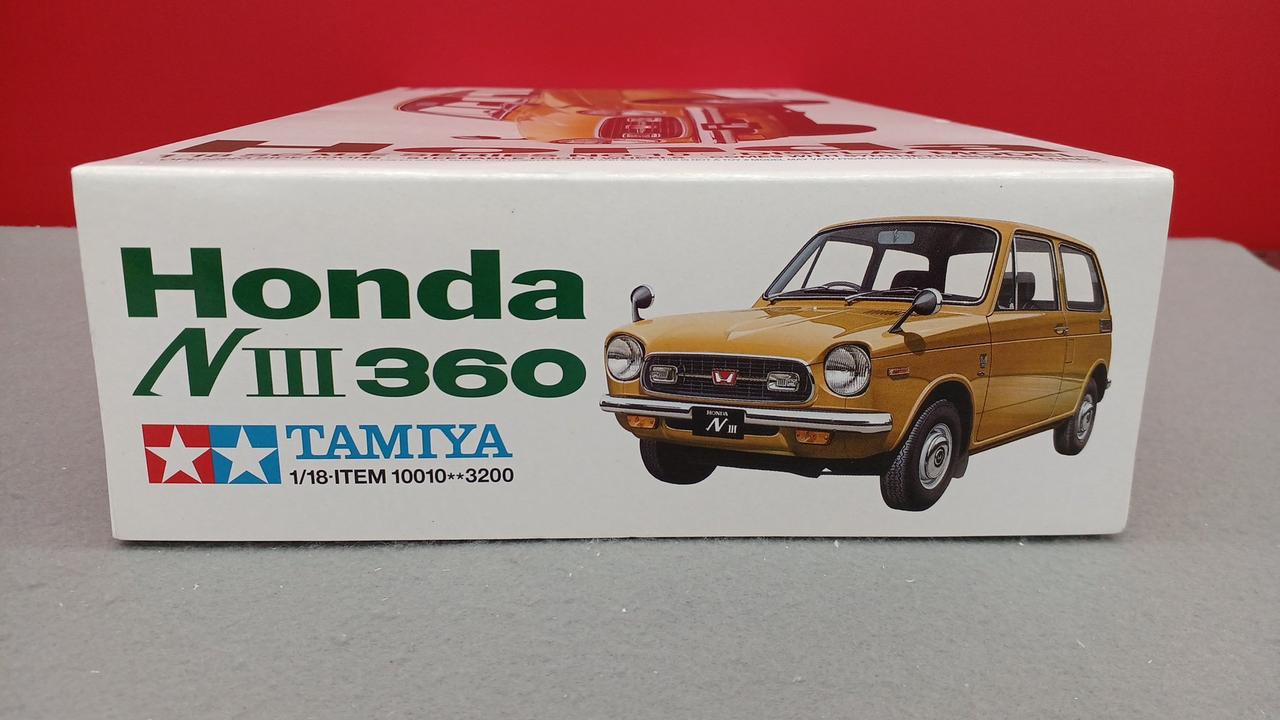 Honda
N III 360
TAMIYA
1/18·ITEM 10010**3200
HONDA
N III